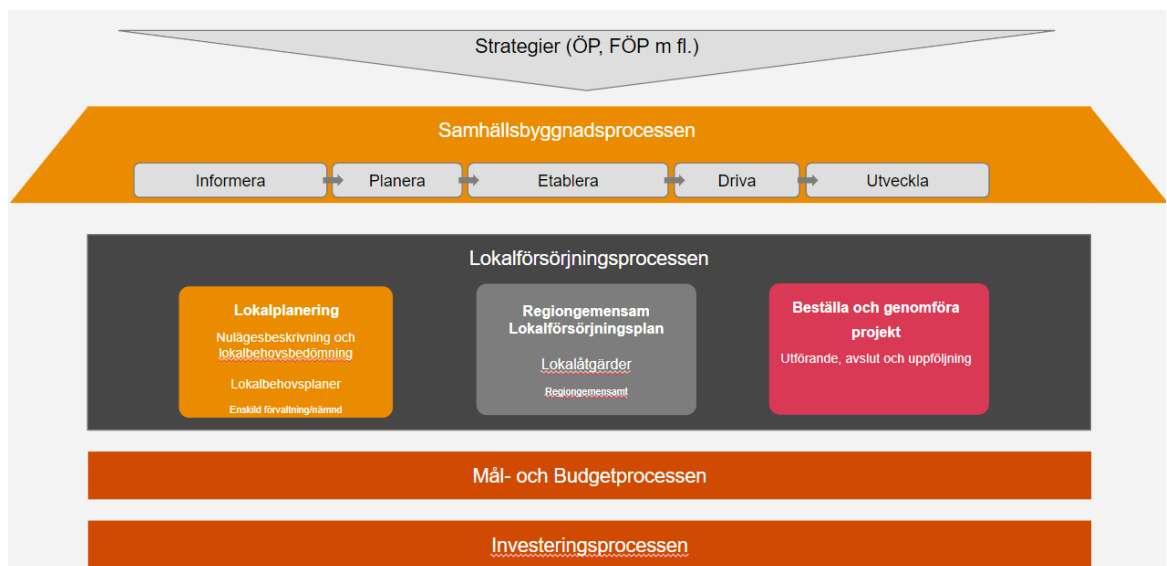 Strategier (ÖP, FÖP m fl.)
Samhällsbyggnadsprocessen
Informera
Planera
Etablera
Driva
Utveckla
Lokalförsörjningsprocessen
Lokalplanering
Nulägesbeskrivning och
lokalbehovsbedömning
Lokalbehovsplaner
Enskild förvaltning/nämnd
Regiongemensam
Lokalförsörjningsplan
Lokalåtgärder
Regiongemensamt
Beställa och genomföra
projekt
Utförande, avslut och uppföljning
Mål- och Budgetprocessen
Investeringsprocessen